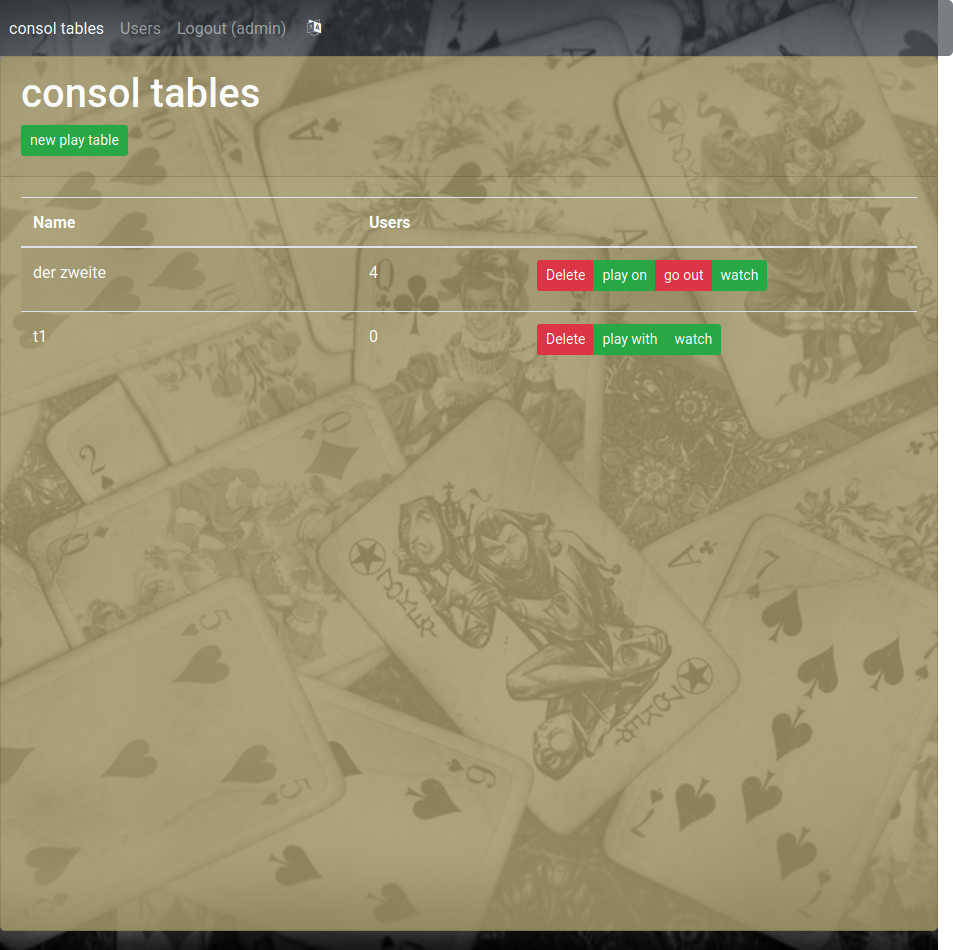 consol tables Users Logout (admin)
consol tables
new play table
Name Users
der zweite 4 Delete play on go out watch
t1 0 Delete play with watch